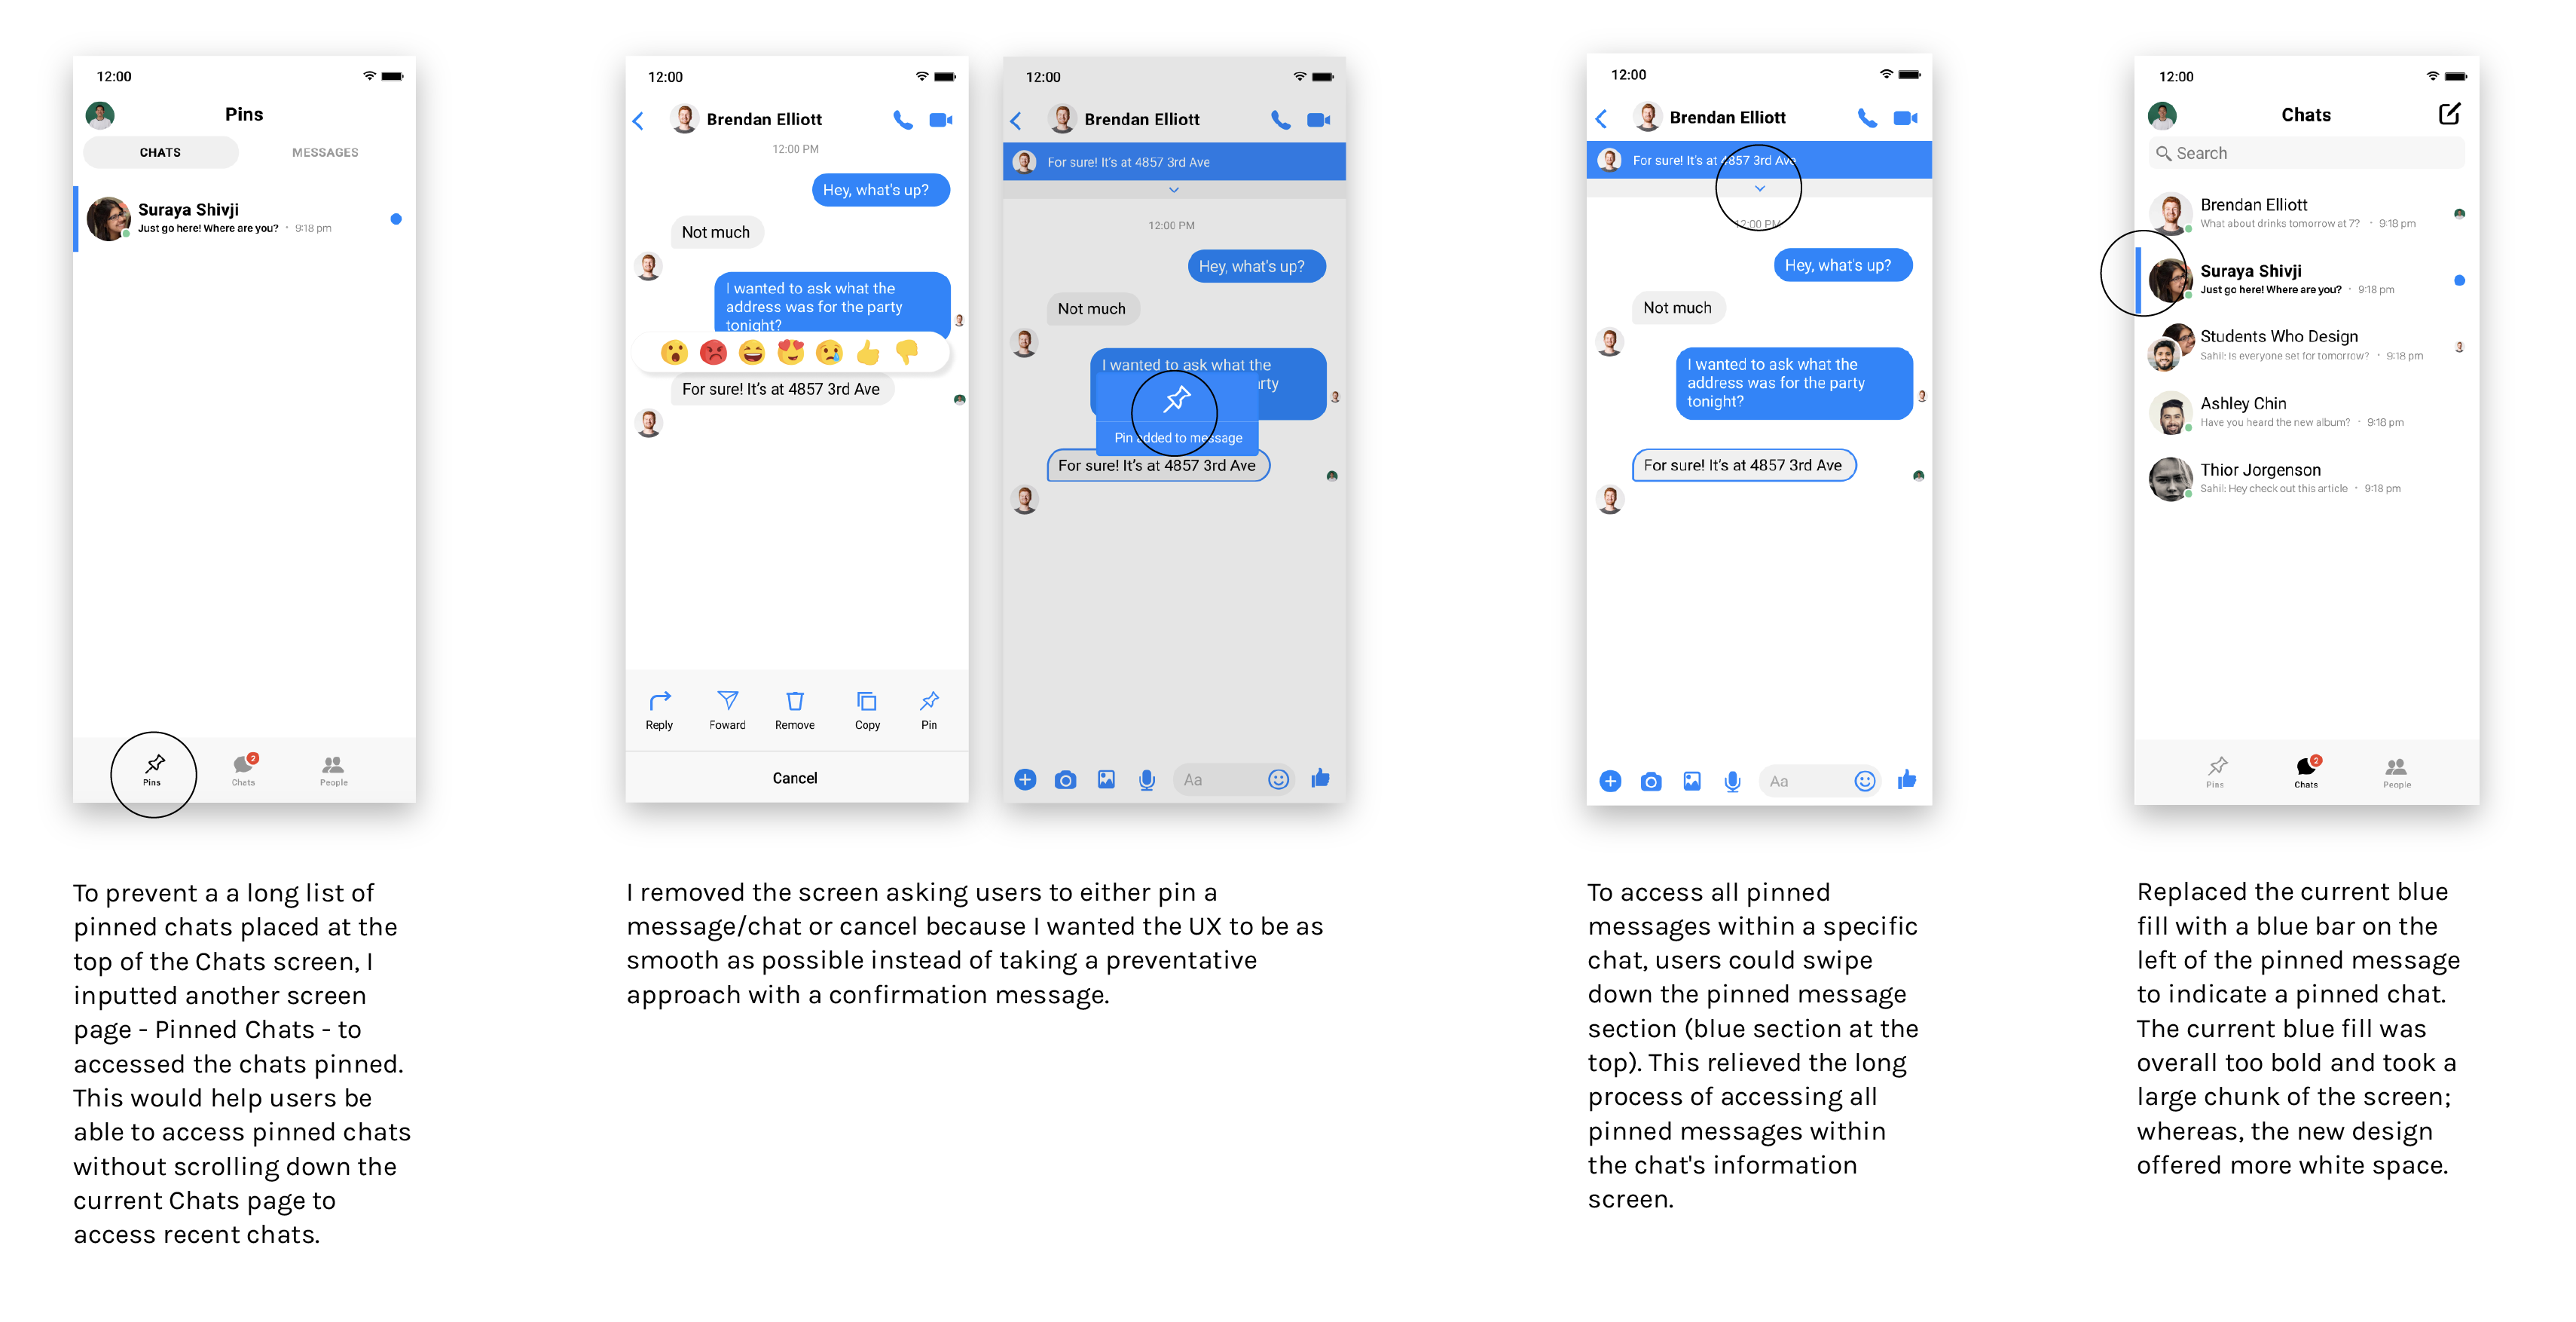 12:00
Pins
CHATS
MESSAGES
Suraya Shivji
Just go here! Where are you? · 9:18 pm
Pins
2
Chats
People
To prevent a a long list of
pinned chats placed at the
top of the Chats screen, I
inputted another screen
page - Pinned Chats - to
accessed the chats pinned.
This would help users be
able to access pinned chats
without scrolling down the
current Chats page to
access recent chats.
12:00
Brendan Elliott
12:00 PM
Hey, what's up?
Not much
I wanted to ask what the
address was for the party
tonight?
For sure! It's at 4857 3rd Ave
Reply
Foward
Remove
Copy
Pin
Cancel
12:00
Brendan Elliott
For sure! It's at 4857 3rd Ave
12:00 PM
Hey, what's up?
Not much
I wanted to ask what the
Pin added to message
For sure! It's at 4857 3rd Ave
Aa
I removed the screen asking users to either pin a
message/chat or cancel because I wanted the UX to be as
smooth as possible instead of taking a preventative
approach with a confirmation message.
12:00
Brendan Elliott
For sure! It's at 4857 3rd Ave
12:00 PM
Hey, what's up?
Not much
I wanted to ask what the
address was for the party
tonight?
For sure! It's at 4857 3rd Ave
Aa
To access all pinned
messages within a specific
chat, users could swipe
down the pinned message
section (blue section at the
top). This relieved the long
process of accessing all
pinned messages within
the chat's information
screen.
12:00
Chats
Search
Brendan Elliott
What about drinks tomorrow at 7? · 9:18 pm
Suraya Shivji
Just go here! Where are you? · 9:18 pm
Students Who Design
Sahil: Is everyone set for tomorrow? · 9:18 pm
Ashley Chin
Have you heard the new album? · 9:18 pm
Thior Jorgenson
Sahil: Hey check out this article · 9:18 pm
Pins
2
Chats
People
Replaced the current blue
fill with a blue bar on the
left of the pinned message
to indicate a pinned chat.
The current blue fill was
overall too bold and took a
large chunk of the screen;
whereas, the new design
offered more white space.